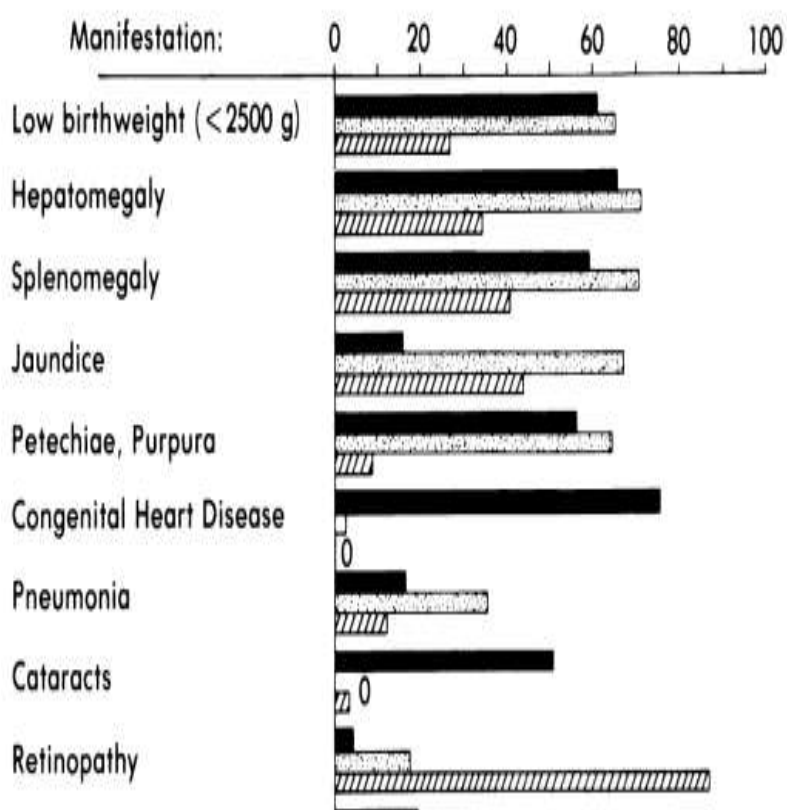 Manifestation: 0 20 40 60 80 100
Low birthweight (<2500 g)
Hepatomegaly
Splenomegaly
Jaundice
Petechiae, Purpura
Congenital Heart Disease
0
Pneumonia
Cataracts
0
Retinopathy